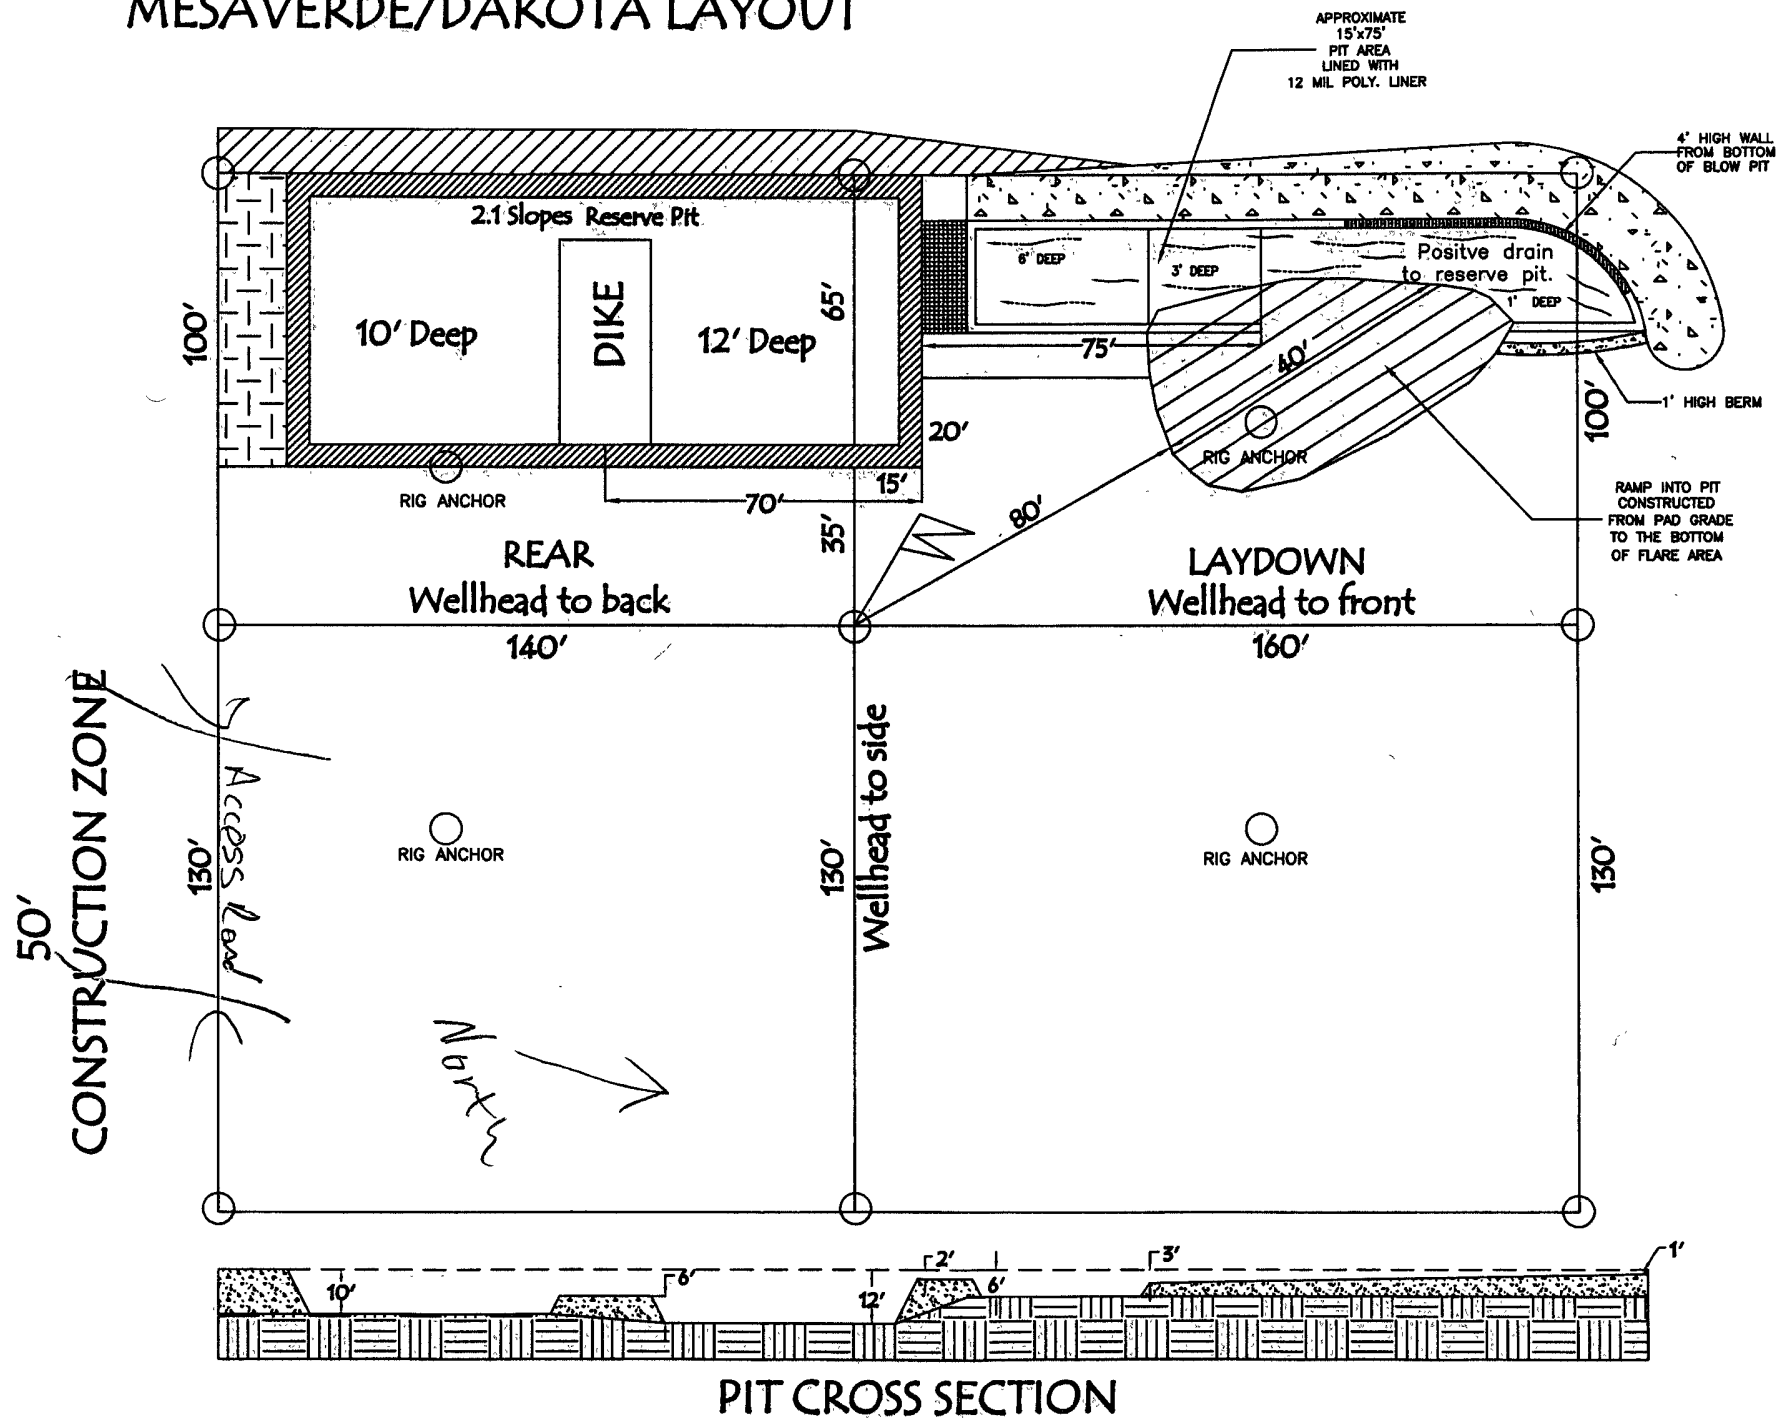 MESAVERDE/DAKOTA LAYOUT
APPROXIMATE
15'x75'
PIT AREA
LINED WITH
12 MIL POLY. LINER
4' HIGH WALL
FROM BOTTOM
OF BLOW PIT
2.1 Slopes Reserve Pit
6' DEEP
3' DEEP
Positve drain
to reserve pit.
1' DEEP
100'
10' Deep
DIKE
12' Deep
65'
75'
40'
100'
1' HIGH BERM
20'
RIG ANCHOR
RIG ANCHOR
15'
70'
35'
80'
RAMP INTO PIT
CONSTRUCTED
FROM PAD GRADE
TO THE BOTTOM
OF FLARE AREA
REAR
Wellhead to back
140'
LAYDOWN
Wellhead to front
160'
50'
CONSTRUCTION ZONE
130'
Access Road
RIG ANCHOR
130'
Wellhead to side
RIG ANCHOR
130'
North
10'
6'
12'
2'
6'
3'
1'
PIT CROSS SECTION